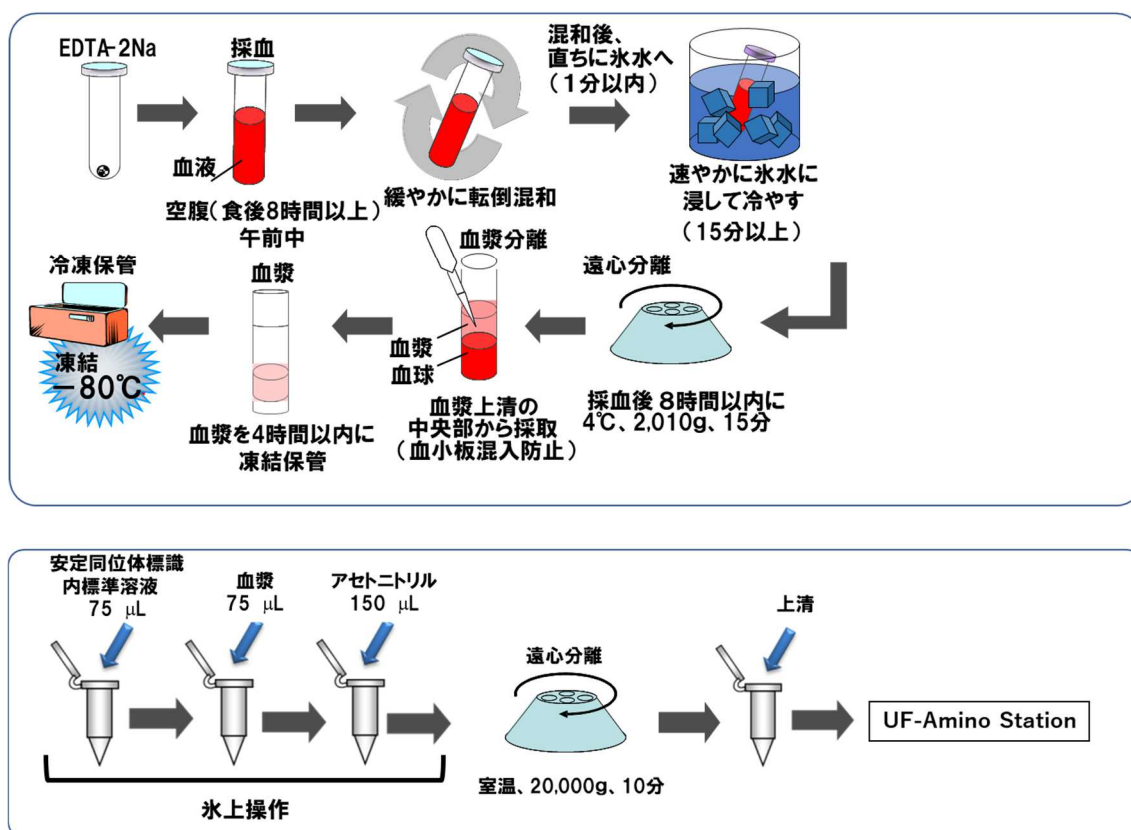 EDTA-2Na
採血
血液
空腹(食後8時間以上)
午前中
緩やかに転倒混和
混和後、
直ちに氷水へ
(1分以内)
速やかに氷水に
浸して冷やす
(15分以上)
遠心分離
採血後 8時間以内に
4℃、2,010g、15分
血漿分離
血漿
血球
血漿上清の
中央部から採取
(血小板混入防止)
血漿
血漿を4時間以内に
凍結保管
冷凍保管
凍結
-80℃
安定同位体標識
内標準溶液
75 μL
血漿
75 μL
アセトニトリル
150 μL
氷上操作
遠心分離
室温、20,000g、10分
上清
UF-Amino Station